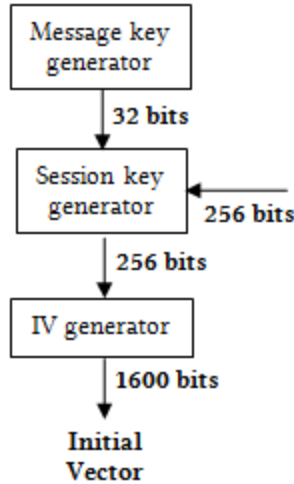 Message key
generator
32 bits
Session key
generator
256 bits
256 bits
IV generator
1600 bits
Initial
Vector